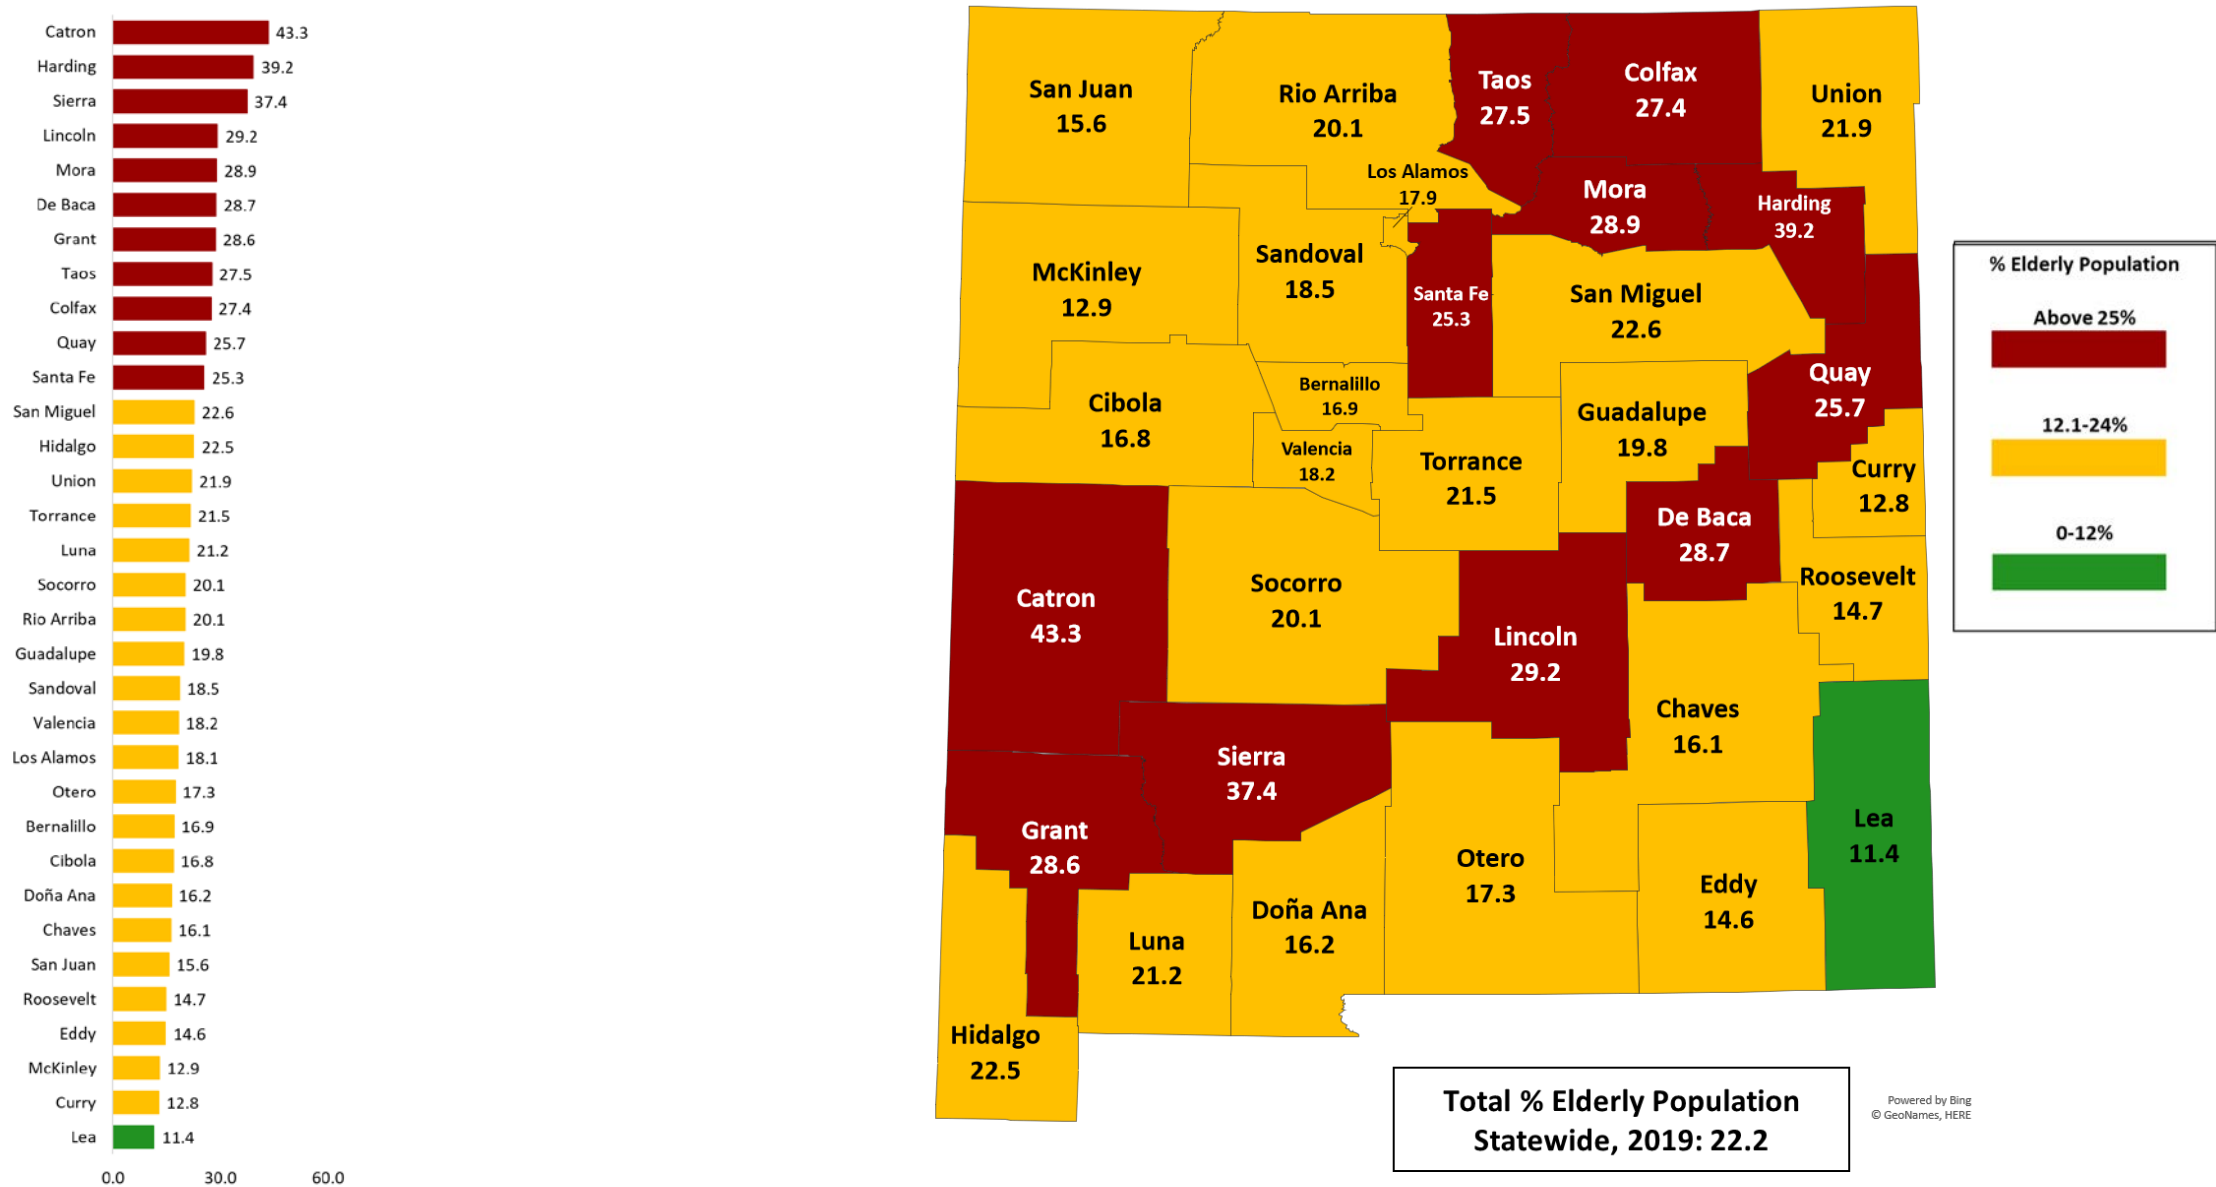 Catron 43.3
Harding 39.2
Sierra 37.4
Lincoln 29.2
Mora 28.9
De Baca 28.7
Grant 28.6
Taos 27.5
Colfax 27.4
Quay 25.7
Santa Fe 25.3
San Miguel 22.6
Hidalgo 22.5
Union 21.9
Torrance 21.5
Luna 21.2
Socorro 20.1
Rio Arriba 20.1
Guadalupe 19.8
Sandoval 18.5
Valencia 18.2
Los Alamos 18.1
Otero 17.3
Bernalillo 16.9
Cibola 16.8
Doña Ana 16.2
Chaves 16.1
San Juan 15.6
Roosevelt 14.7
Eddy 14.6
McKinley 12.9
Curry 12.8
Lea 11.4
0.0 30.0 60.0
San Juan
15.6
Rio Arriba
20.1
Taos
27.5
Colfax
27.4
Union
21.9
Los Alamos
17.9
Mora
28.9
Harding
39.2
McKinley
12.9
Sandoval
18.5
Santa Fe
25.3
San Miguel
22.6
Quay
25.7
Cibola
16.8
Bernalillo
16.9
Valencia
18.2
Torrance
21.5
Guadalupe
19.8
Curry
12.8
De Baca
28.7
Roosevelt
14.7
Catron
43.3
Socorro
20.1
Lincoln
29.2
Chaves
16.1
Sierra
37.4
Grant
28.6
Lea
11.4
Otero
17.3
Eddy
14.6
Doña Ana
16.2
Luna
21.2
Hidalgo
22.5
% Elderly Population
Above 25%
12.1-24%
0-12%
Total % Elderly Population
Statewide, 2019: 22.2
Powered by Bing
© GeoNames, HERE